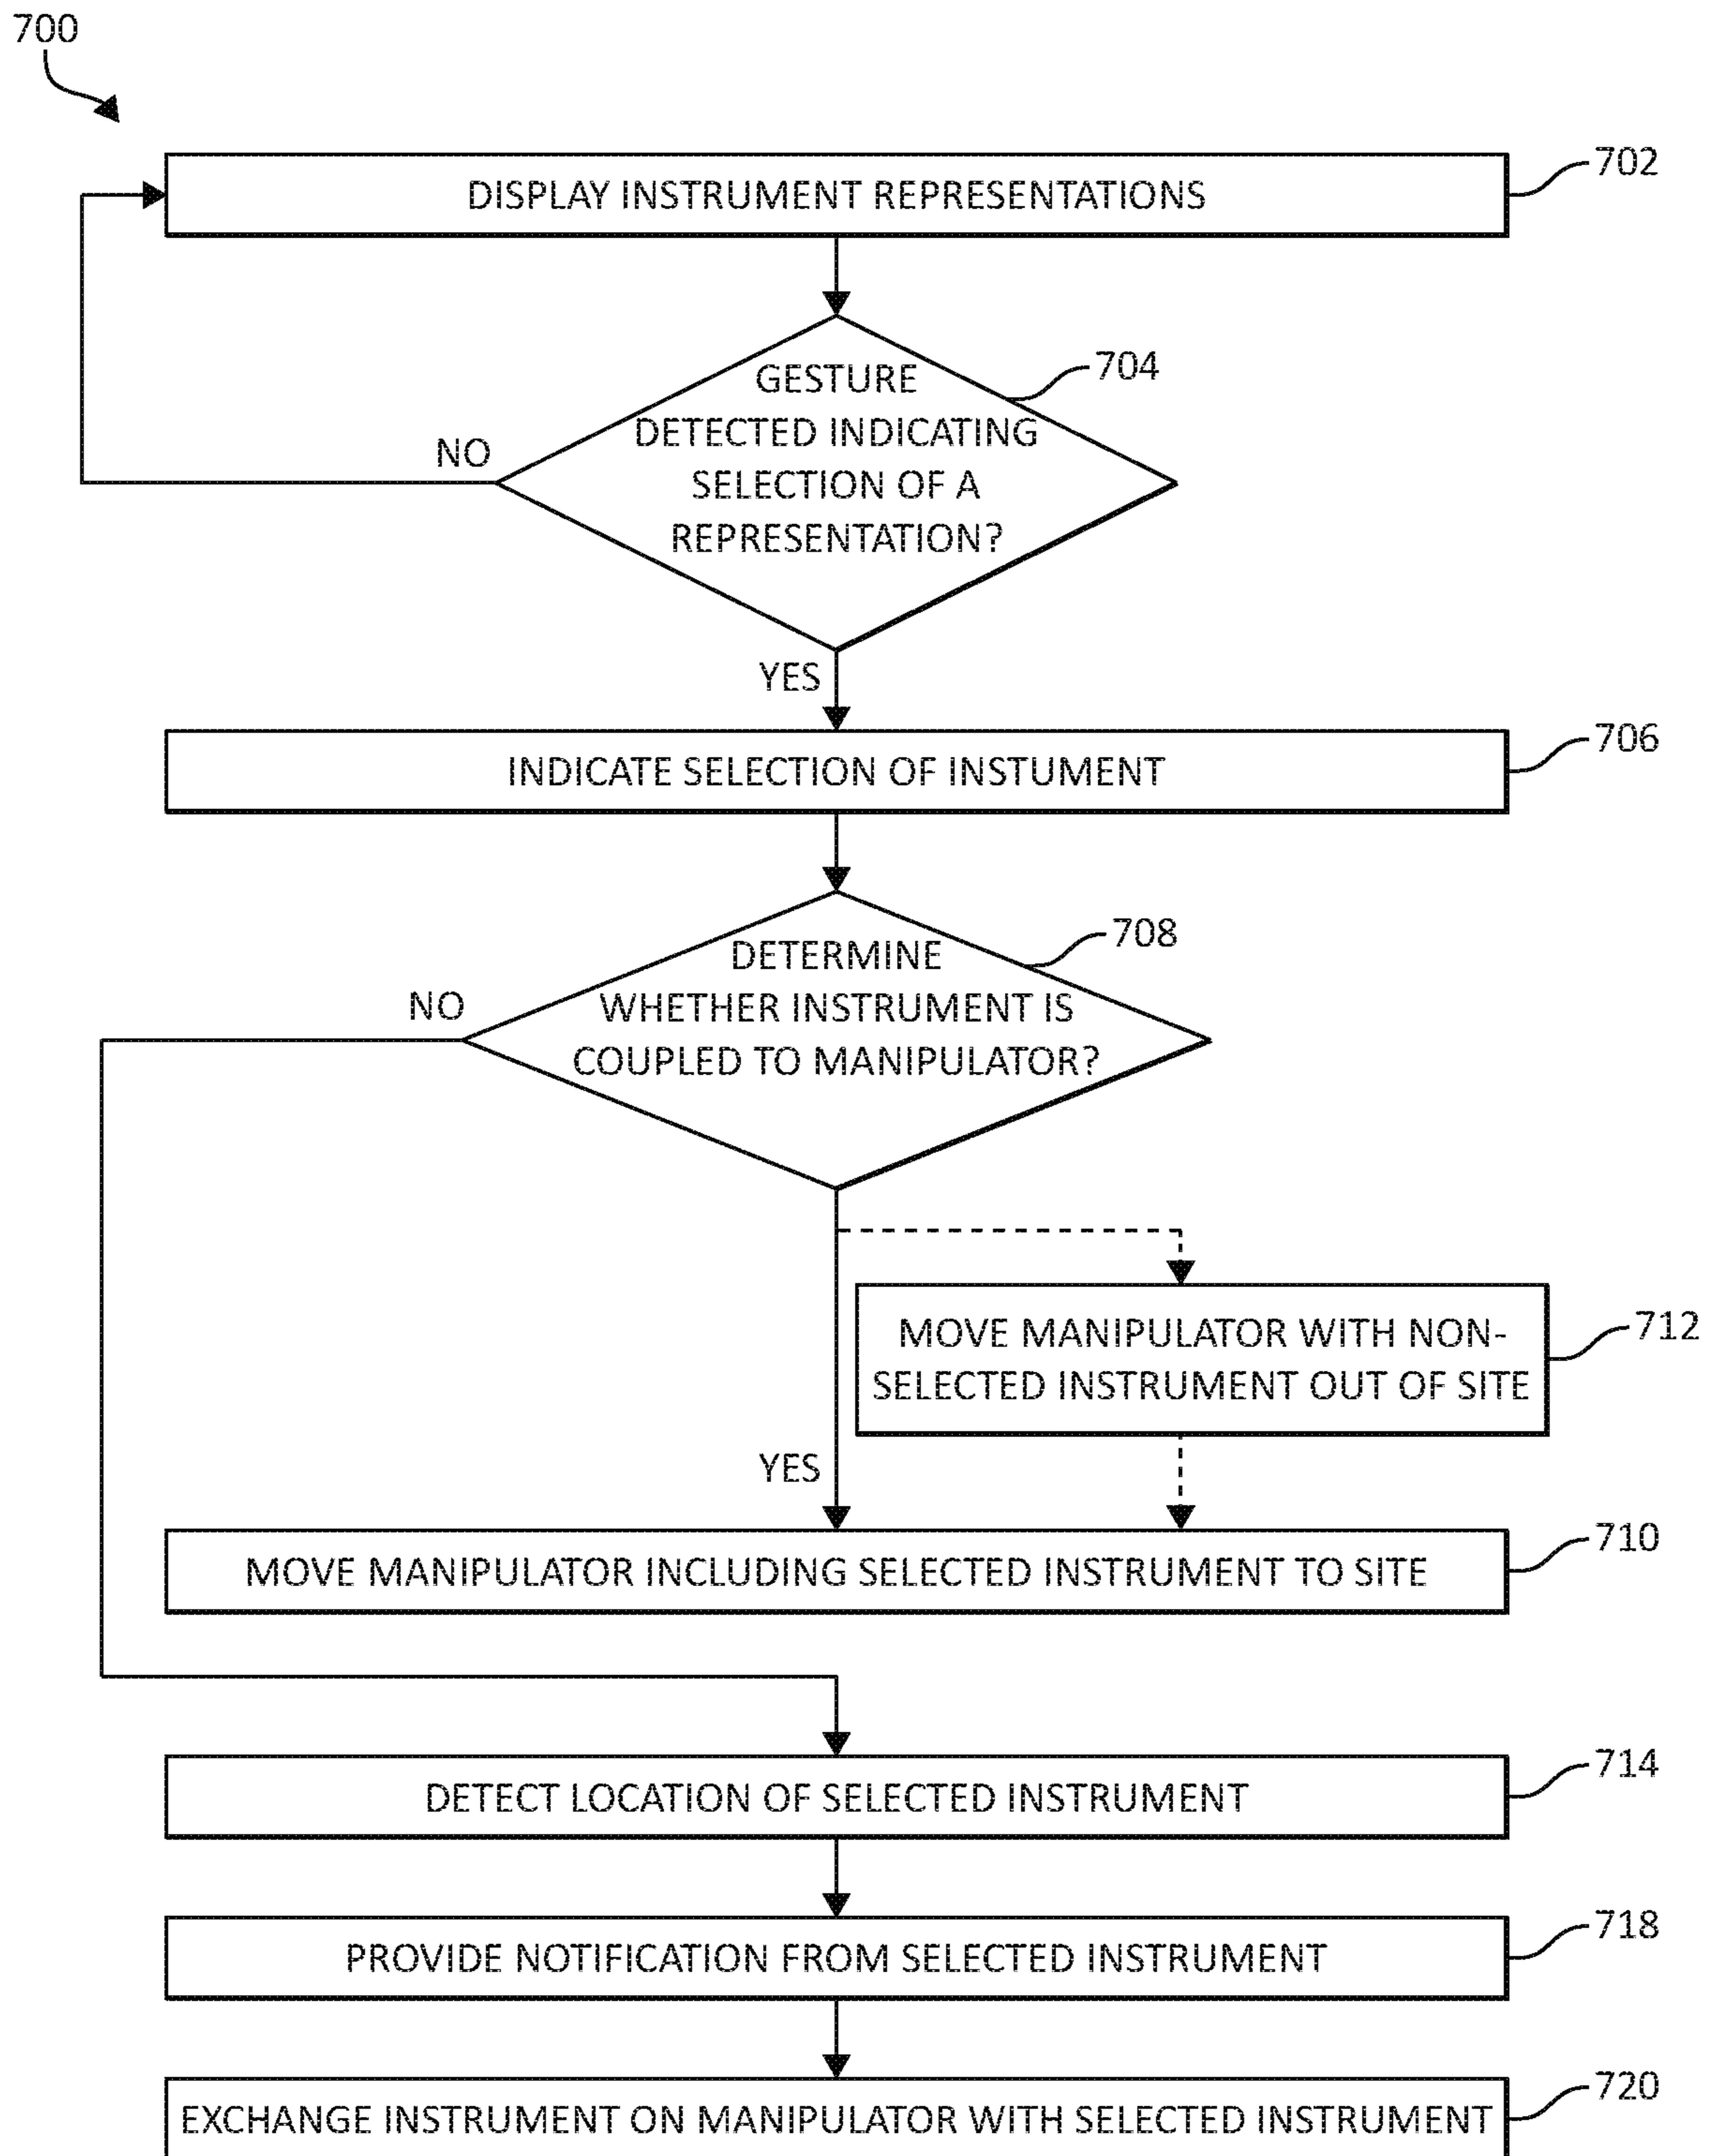 700
DISPLAY INSTRUMENT REPRESENTATIONS
702
GESTURE
DETECTED INDICATING
SELECTION OF A
REPRESENTATION?
704
NO
YES
INDICATE SELECTION OF INSTUMENT
706
DETERMINE
WHETHER INSTRUMENT IS
COUPLED TO MANIPULATOR?
708
NO
MOVE MANIPULATOR WITH NON-
SELECTED INSTRUMENT OUT OF SITE
712
YES
MOVE MANIPULATOR INCLUDING SELECTED INSTRUMENT TO SITE
710
DETECT LOCATION OF SELECTED INSTRUMENT
714
PROVIDE NOTIFICATION FROM SELECTED INSTRUMENT
718
EXCHANGE INSTRUMENT ON MANIPULATOR WITH SELECTED INSTRUMENT
720